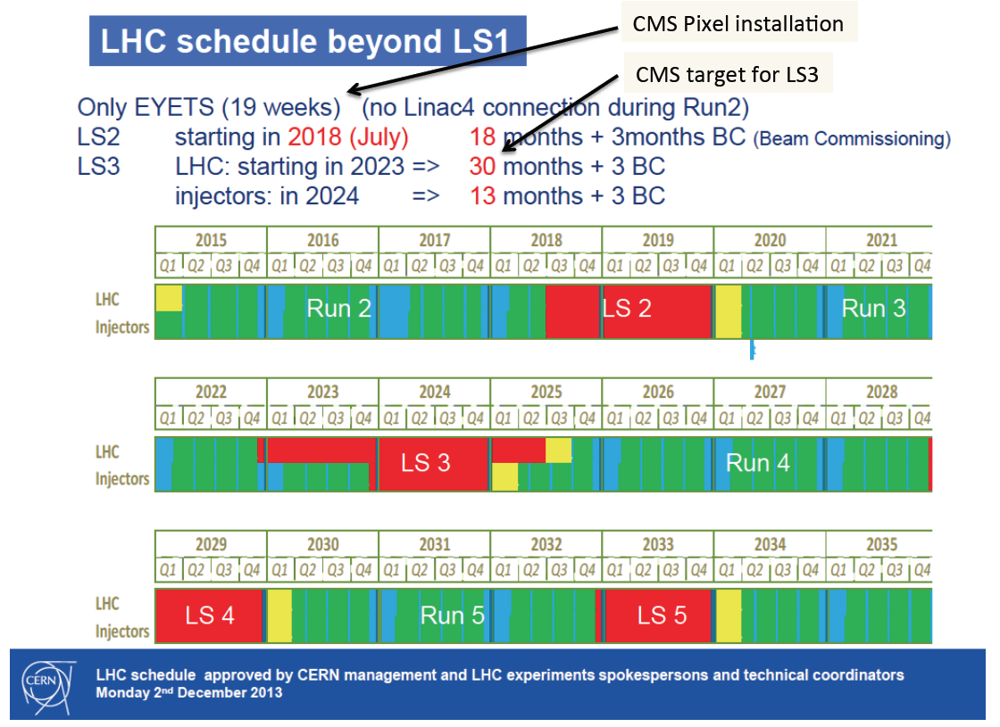 CMS Pixel installation
LHC schedule beyond LS1
CMS target for LS3
Only EYETS (19 weeks) (no Linac4 connection during Run2)
LS2 starting in 2018 (July) 18 months + 3months BC (Beam Commissioning)
LS3 LHC: starting in 2023 => 30 months + 3 BC
injectors: in 2024 => 13 months + 3 BC
2015 2016 2017 2018 2019 2020 2021
Q1 Q2 Q3 Q4 Q1 Q2 Q3 Q4 Q1 Q2 Q3 Q4 Q1 Q2 Q3 Q4 Q1 Q2 Q3 Q4 Q1 Q2 Q3 Q4 Q1 Q2 Q3 Q4
LHC
Run 2 LS 2 Run 3
Injectors
2022 2023 2024 2025 2026 2027 2028
Q1 Q2 Q3 Q4 Q1 Q2 Q3 Q4 Q1 Q2 Q3 Q4 Q1 Q2 Q3 Q4 Q1 Q2 Q3 Q4 Q1 Q2 Q3 Q4 Q1 Q2 Q3 Q4
LHC
LS 3 Run 4
Injectors
2029 2030 2031 2032 2033 2034 2035
Q1 Q2 Q3 Q4 Q1 Q2 Q3 Q4 Q1 Q2 Q3 Q4 Q1 Q2 Q3 Q4 Q1 Q2 Q3 Q4 Q1 Q2 Q3 Q4 Q1 Q2 Q3 Q4
LHC
LS 4 Run 5 LS 5
Injectors
CERN
LHC schedule approved by CERN management and LHC experiments spokespersons and technical coordinators
Monday 2nd December 2013